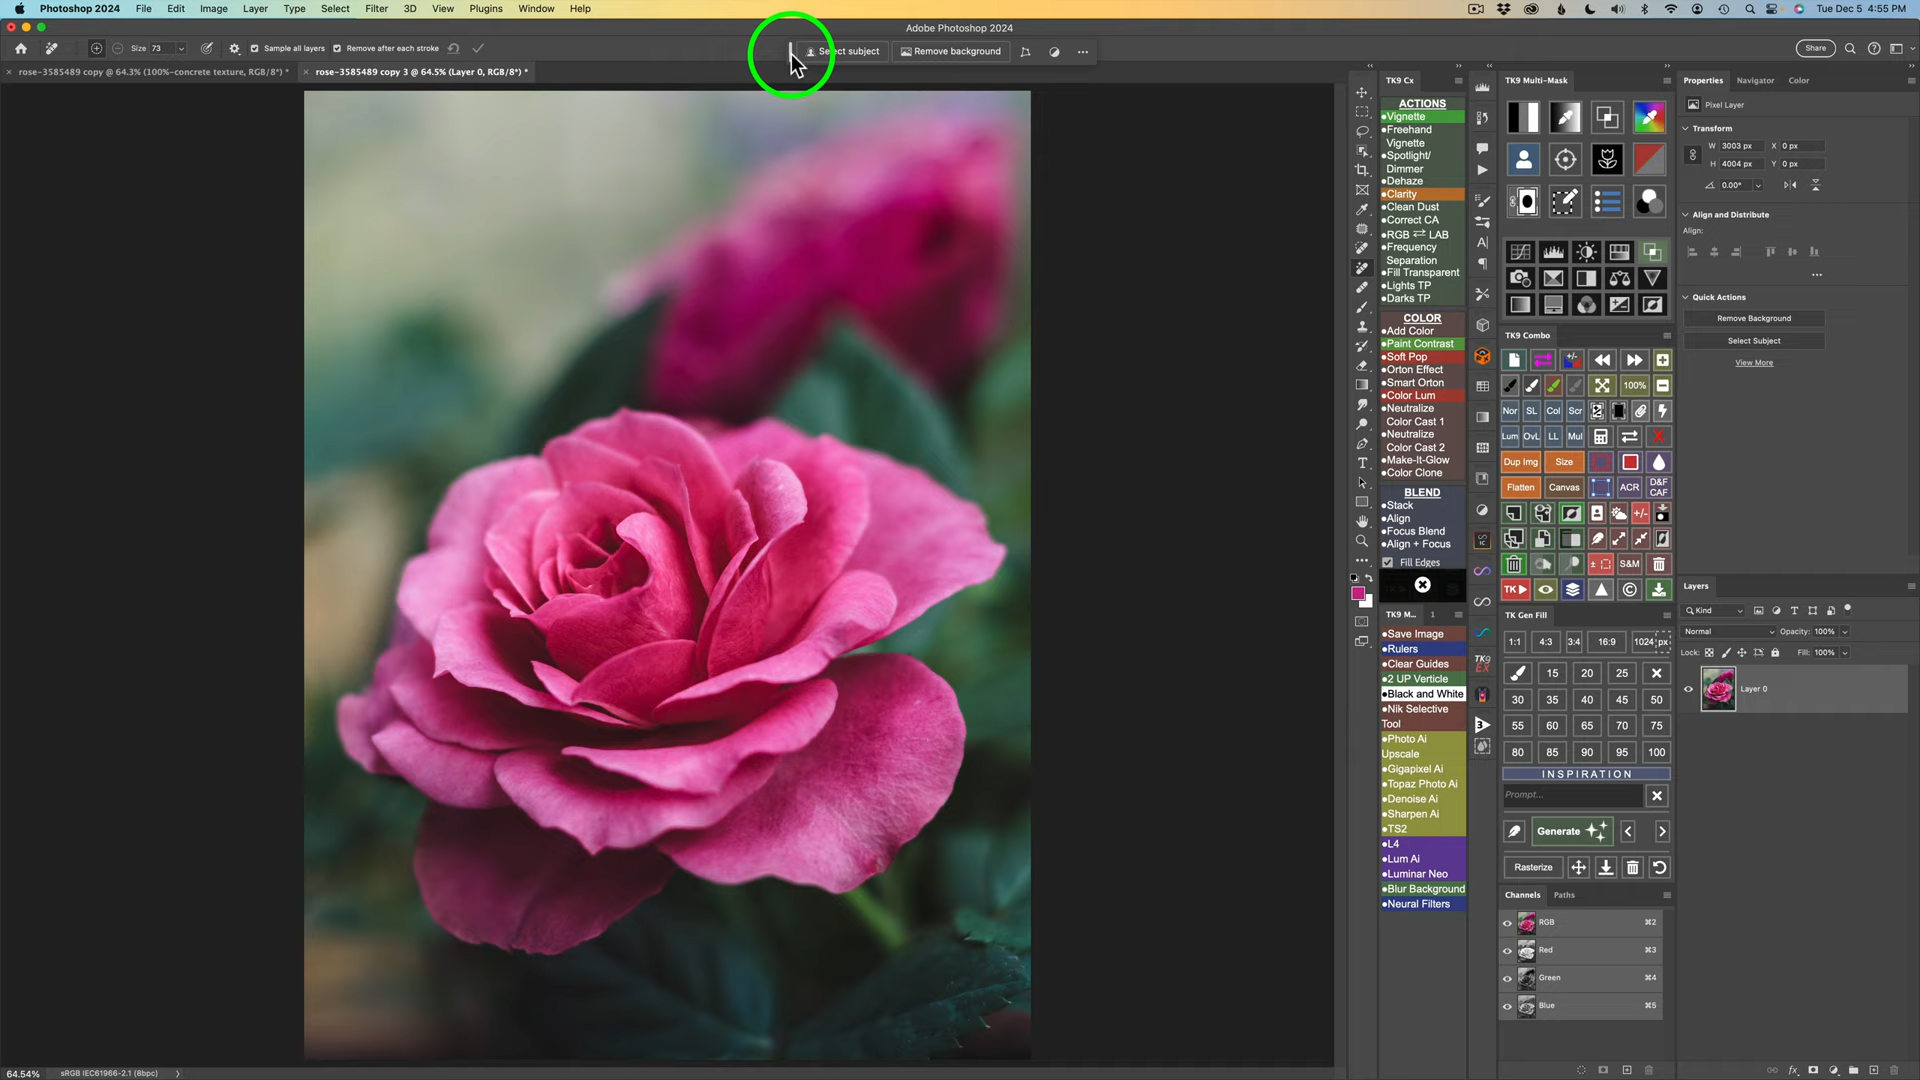 Photoshop 2024 File Edit Image Layer Type Select Filter 3D View Plugins Window Help
Tue Dec 5 4:55 PM
Adobe Photoshop 2024
Size 73 Sample all layers Remove after each stroke
Select subject Remove background
Share
rose-3585489 copy @ 64.3% (100%-concrete texture, RGB/8*) *
rose-3585489 copy 3 @ 64.5% (Layer 0, RGB/8*) *
TK9 Cx
ACTIONS
•Vignette
•Freehand
Vignette
•Spotlight/
Dimmer
•Dehaze
•Clarity
•Clean Dust
•Correct CA
•RGB ⇄ LAB
•Frequency
Separation
•Fill Transparent
•Lights TP
•Darks TP
COLOR
•Add Color
•Paint Contrast
•Soft Pop
•Orton Effect
•Smart Orton
•Color Lum
•Neutralize
Color Cast 1
•Neutralize
Color Cast 2
•Make-It-Glow
•Color Clone
BLEND
•Stack
•Align
•Focus Blend
•Align + Focus
Fill Edges
TK9 M... 1
•Save Image
•Rulers
•Clear Guides
•2 UP Verticle
•Black and White
•Nik Selective
Tool
•Photo Ai
Upscale
•Gigapixel Ai
•Topaz Photo Ai
•Denoise Ai
•Sharpen Ai
•TS2
•L4
•Lum Ai
•Luminar Neo
•Blur Background
•Neural Filters
TK9
EX
TK9 Multi-Mask
TK9 Combo
100%
Nor SL Col Scr
Lum OvL LL Mul
Dup Img Size
Flatten Canvas ACR D&F
CAF
+/-
S&M
TK
TK Gen Fill
1:1 4:3 3:4 16:9 1024 px
15 20 25
30 35 40 45 50
55 60 65 70 75
80 85 90 95 100
INSPIRATION
Prompt...
Generate
Rasterize
Channels Paths
RGB ⌘2
Red ⌘3
Green ⌘4
Blue ⌘5
Properties Navigator Color
Pixel Layer
Transform
W 3003 px X 0 px
H 4004 px Y 0 px
0.00°
Align and Distribute
Align:
Quick Actions
Remove Background
Select Subject
View More
Layers
Kind
Normal Opacity: 100%
Lock: Fill: 100%
Layer 0
64.54% sRGB IEC61966-2.1 (8bpc)